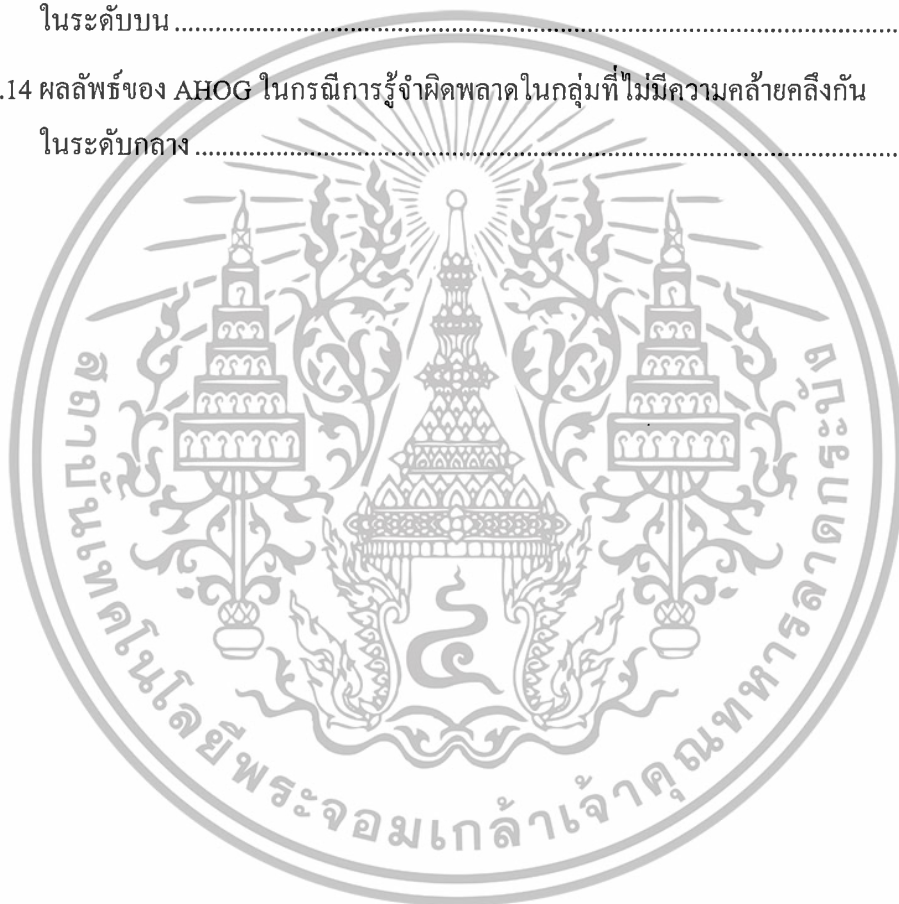 ในระดับบน ........................................................................................................
.14 ผลลัพธ์ของ AHOG ในกรณีการรู้จำผิดพลาดในกลุ่มที่ไม่มีความคล้ายคลึงกัน
ในระดับกลาง ........................................................................................................
สถาบันเทคโนโลยีพระจอมเกล้าเจ้าคุณทหารลาดกระบัง
๔